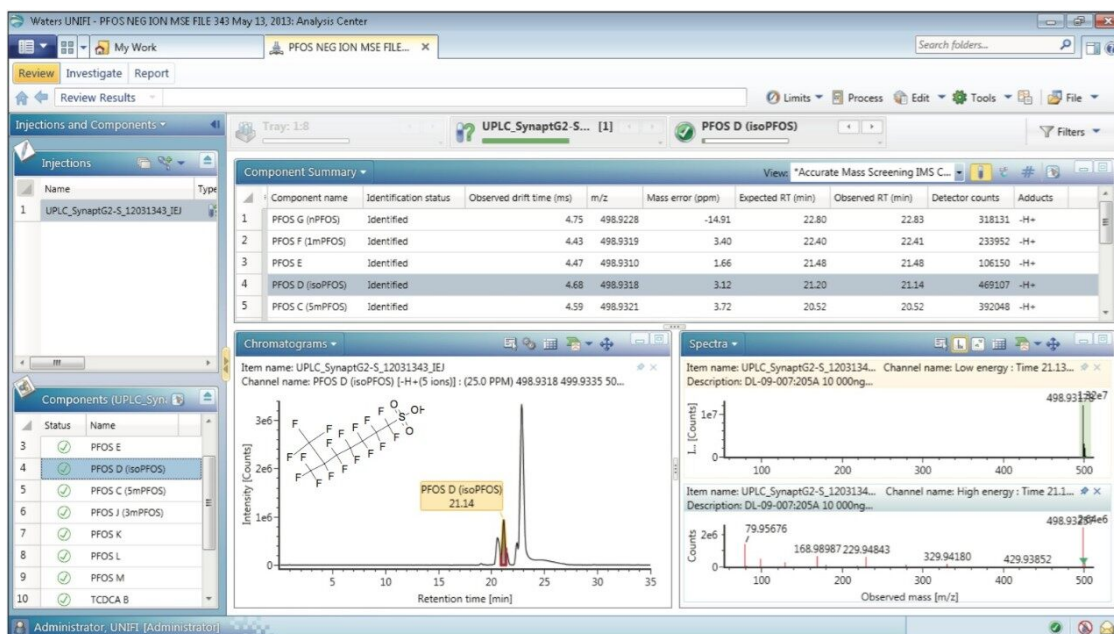 Waters UNIFI - PFOS NEG ION MSE FILE 343 May 13, 2013: Analysis Center
My Work
PFOS NEG ION MSE FILE... ×
Search folders...
Review Investigate Report
Review Results
Limits Process Edit Tools File
Injections and Components
Tray: 1:8
UPLC_SynaptG2-S... [1]
PFOS D (isoPFOS)
Filters
Injections
Name Type
1 UPLC_SynaptG2-S_12031343_IEJ
Component Summary
View: *Accurate Mass Screening IMS C...
Component name Identification status Observed drift time (ms) m/z Mass error (ppm) Expected RT (min) Observed RT (min) Detector counts Adducts
1 PFOS G (nPFOS) Identified 4.75 498.9228 -14.91 22.80 22.83 318131 -H+
2 PFOS F (1mPFOS) Identified 4.43 498.9319 3.40 22.40 22.41 233952 -H+
3 PFOS E Identified 4.47 498.9310 1.66 21.48 21.48 106150 -H+
4 PFOS D (isoPFOS) Identified 4.68 498.9318 3.12 21.20 21.14 469107 -H+
5 PFOS C (5mPFOS) Identified 4.59 498.9321 3.72 20.52 20.52 392048 -H+
Components (UPLC_Syn
Status Name
3 PFOS E
4 PFOS D (isoPFOS)
5 PFOS C (5mPFOS)
6 PFOS J (3mPFOS)
7 PFOS K
8 PFOS L
9 PFOS M
10 TCDCA B
Chromatograms
Item name: UPLC_SynaptG2-S_12031343_IEJ
Channel name: PFOS D (isoPFOS) [-H+(5 ions)] : (25.0 PPM) 498.9318 499.9335 50...
Intensity [Counts]
3e6
2e6
1e6
0
F F F F F F F F F F F O OH
S
O
PFOS D (isoPFOS)
21.14
5 10 15 20 25 30 35
Retention time [min]
Spectra
Item name: UPLC_SynaptG2-S_1203134... Channel name: Low energy : Time 21.13...
Description: DL-09-007:205A 10 000ng...
[Counts]
1e7
0
100 200 300 400 500
Item name: UPLC_SynaptG2-S_1203134... Channel name: High energy : Time 21.1...
Description: DL-09-007:205A 10 000ng...
Counts
2e6
0
79.95676
168.98987
229.94843
329.94180
429.93852
100 200 300 400 500
Observed mass [m/z]
Administrator, UNIFI [Administrator]